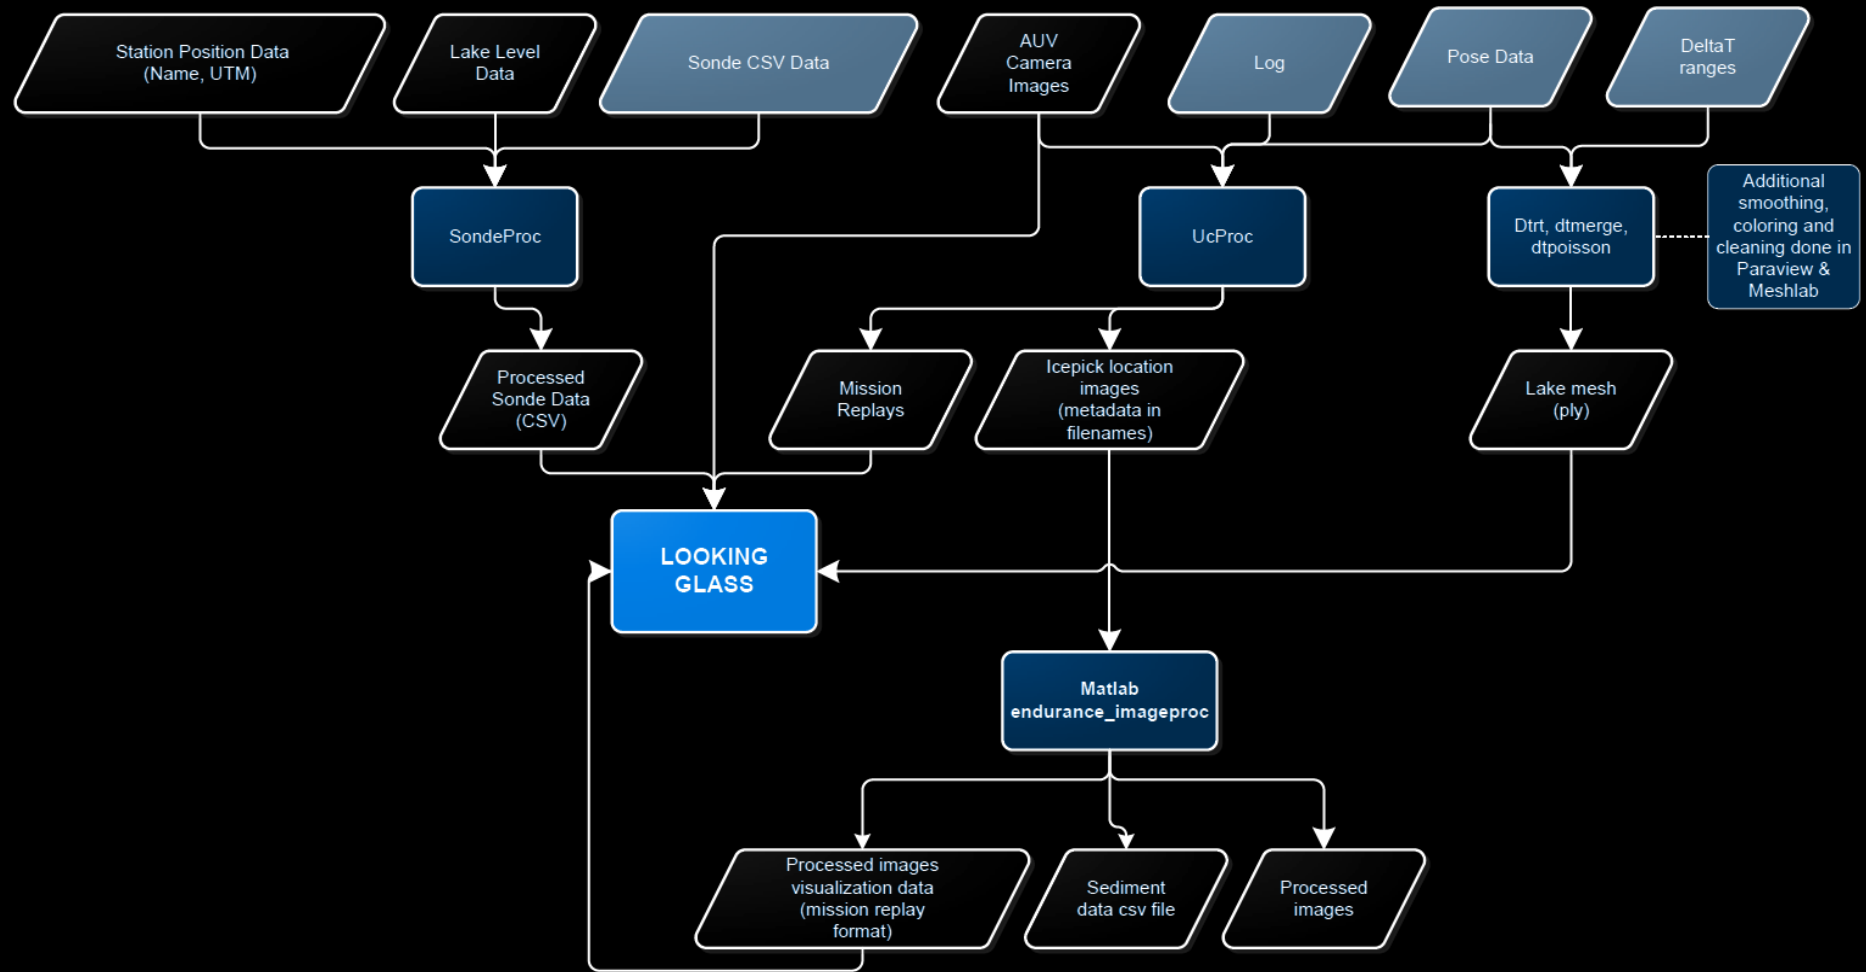 Station Position Data
(Name, UTM)
Lake Level
Data
Sonde CSV Data
AUV
Camera
Images
Log
Pose Data
DeltaT
ranges
SondeProc
UcProc
Dtrt, dtmerge,
dtpoisson
Additional
smoothing,
coloring and
cleaning done in
Paraview &
Meshlab
Processed
Sonde Data
(CSV)
Mission
Replays
Icepick location
images
(metadata in
filenames)
Lake mesh
(ply)
LOOKING
GLASS
Matlab
endurance_imageproc
Processed images
visualization data
(mission replay
format)
Sediment
data csv file
Processed
images